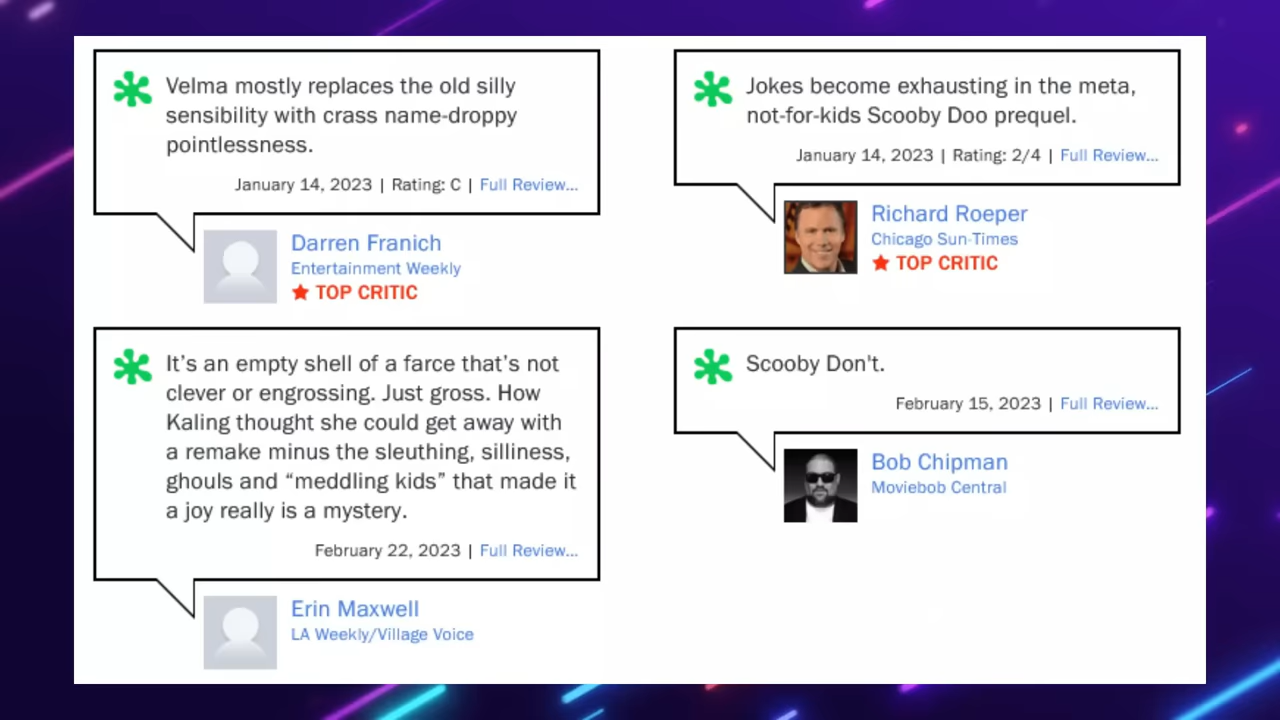 Velma mostly replaces the old silly
sensibility with crass name-droppy
pointlessness.
January 14, 2023 | Rating: C | Full Review...
Darren Franich
Entertainment Weekly
TOP CRITIC
Jokes become exhausting in the meta,
not-for-kids Scooby Doo prequel.
January 14, 2023 | Rating: 2/4 | Full Review...
Richard Roeper
Chicago Sun-Times
TOP CRITIC
It’s an empty shell of a farce that’s not
clever or engrossing. Just gross. How
Kaling thought she could get away with
a remake minus the sleuthing, silliness,
ghouls and “meddling kids” that made it
a joy really is a mystery.
February 22, 2023 | Full Review...
Erin Maxwell
LA Weekly/Village Voice
Scooby Don't.
February 15, 2023 | Full Review...
Bob Chipman
Moviebob Central